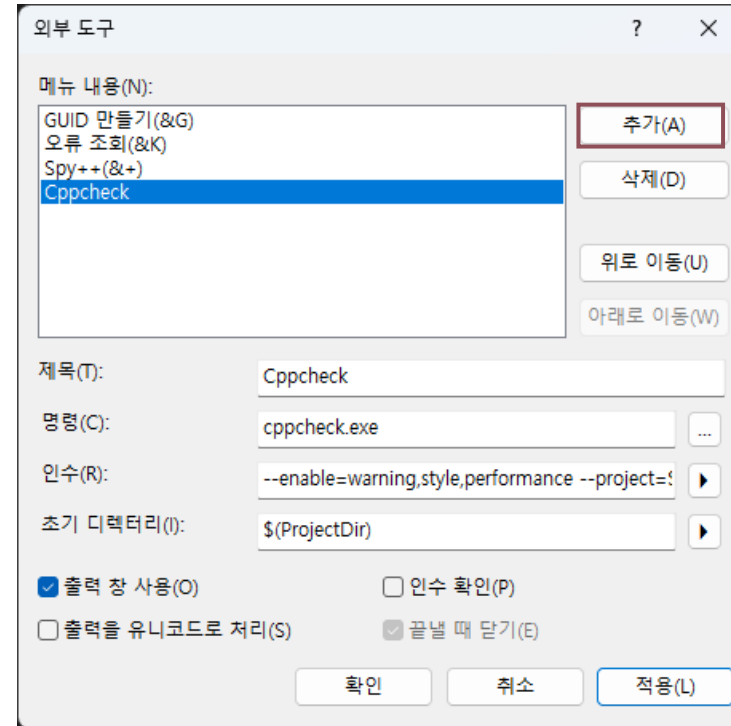 외부 도구
?
메뉴 내용(N):
GUID 만들기(&G)
오류 조회(&K)
Spy++(&+)
Cppcheck
추가(A)
삭제(D)
위로 이동(U)
아래로 이동(W)
제목(T):
Cppcheck
명령(C):
cppcheck.exe
...
인수(R):
--enable=warning,style,performance --project=$
초기 디렉터리(I):
$(ProjectDir)
출력 창 사용(O)
인수 확인(P)
출력을 유니코드로 처리(S)
끝낼 때 닫기(E)
확인
취소
적용(L)